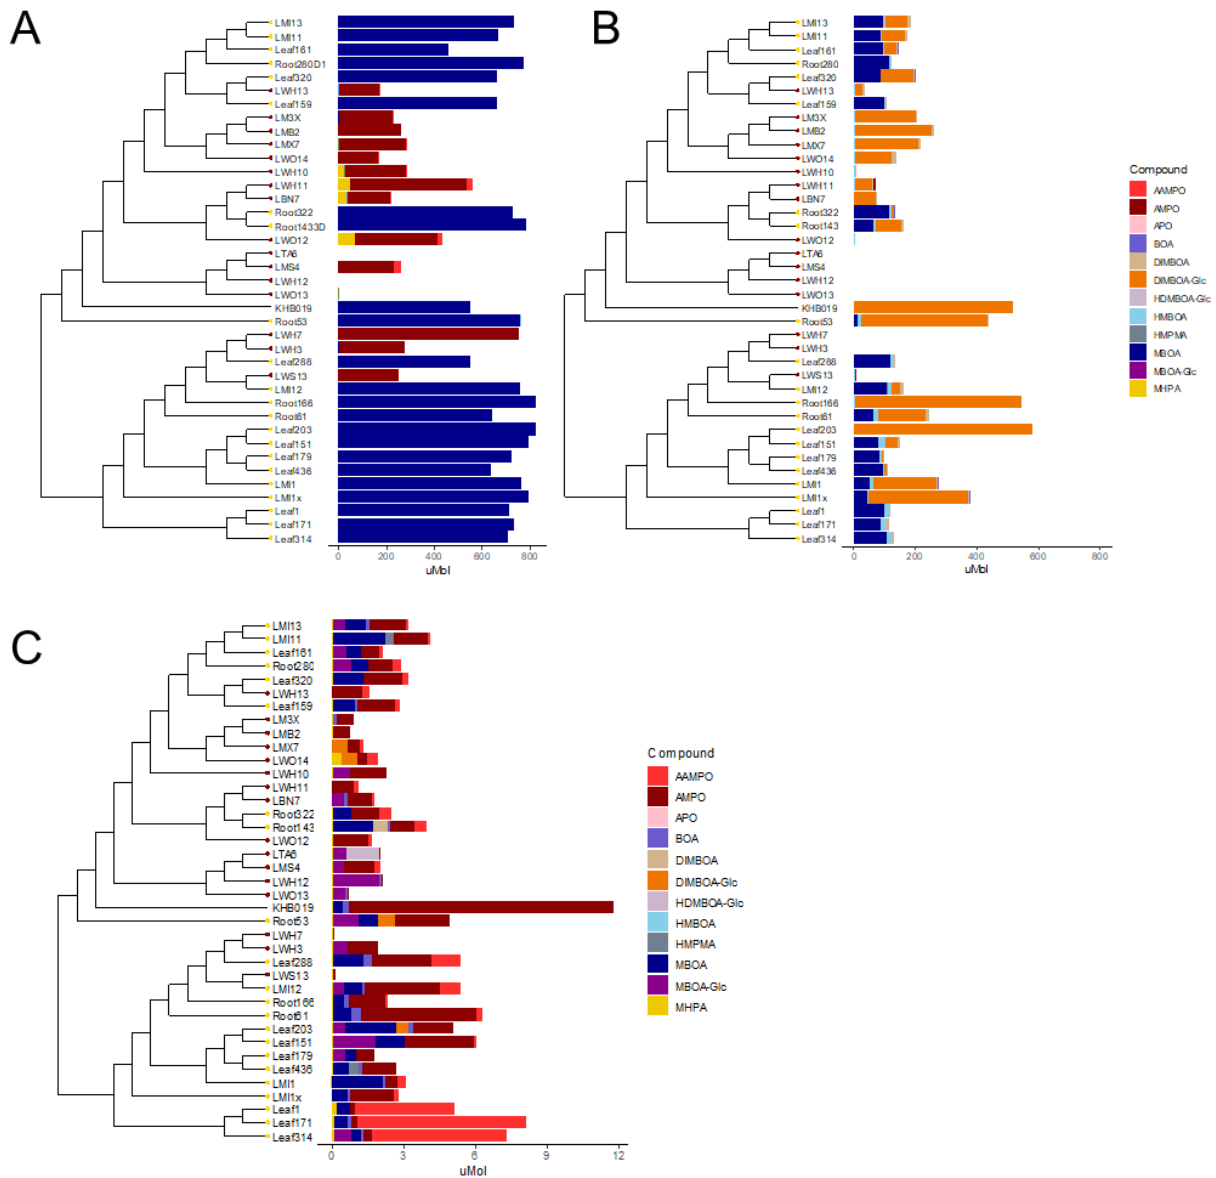 A
LMI13
LMI11
Leaf161
Root280D1
Leaf320
LWH13
Leaf159
LM3X
LMB2
LMX7
LWO14
LWH10
LWH11
LBN7
Root322
Root1433D
LWO12
LTA6
LMS4
LWH12
LWO13
KHB019
Root53
LWH7
LWH3
Leaf288
LWS13
LMI12
Root166
Root61
Leaf203
Leaf151
Leaf179
Leaf436
LMI1
LMI1x
Leaf1
Leaf171
Leaf314
0 200 400 600 800
uMol
B
LMI13
LMI11
Leaf161
Root280
Leaf320
LWH13
Leaf159
LM3X
LMB2
LMX7
LWO14
LWH10
LWH11
LBN7
Root322
Root143
LWO12
LTA6
LMS4
LWH12
LWO13
KHB019
Root53
LWH7
LWH3
Leaf288
LWS13
LMI12
Root166
Root61
Leaf203
Leaf151
Leaf179
Leaf436
LMI1
LMI1x
Leaf1
Leaf171
Leaf314
0 200 400 600 800
uMol
Compound
AAMPO
AMPO
APO
BOA
DIMBOA
DIMBOA-Glc
HDMBOA-Glc
HMBOA
HMPMA
MBOA
MBOA-Glc
MHPA
C
LMI13
LMI11
Leaf161
Root280
Leaf320
LWH13
Leaf159
LM3X
LMB2
LMX7
LWO14
LWH10
LWH11
LBN7
Root322
Root143
LWO12
LTA6
LMS4
LWH12
LWO13
KHB019
Root53
LWH7
LWH3
Leaf288
LWS13
LMI12
Root166
Root61
Leaf203
Leaf151
Leaf179
Leaf436
LMI1
LMI1x
Leaf1
Leaf171
Leaf314
0 3 6 9 12
uMol
Compound
AAMPO
AMPO
APO
BOA
DIMBOA
DIMBOA-Glc
HDMBOA-Glc
HMBOA
HMPMA
MBOA
MBOA-Glc
MHPA